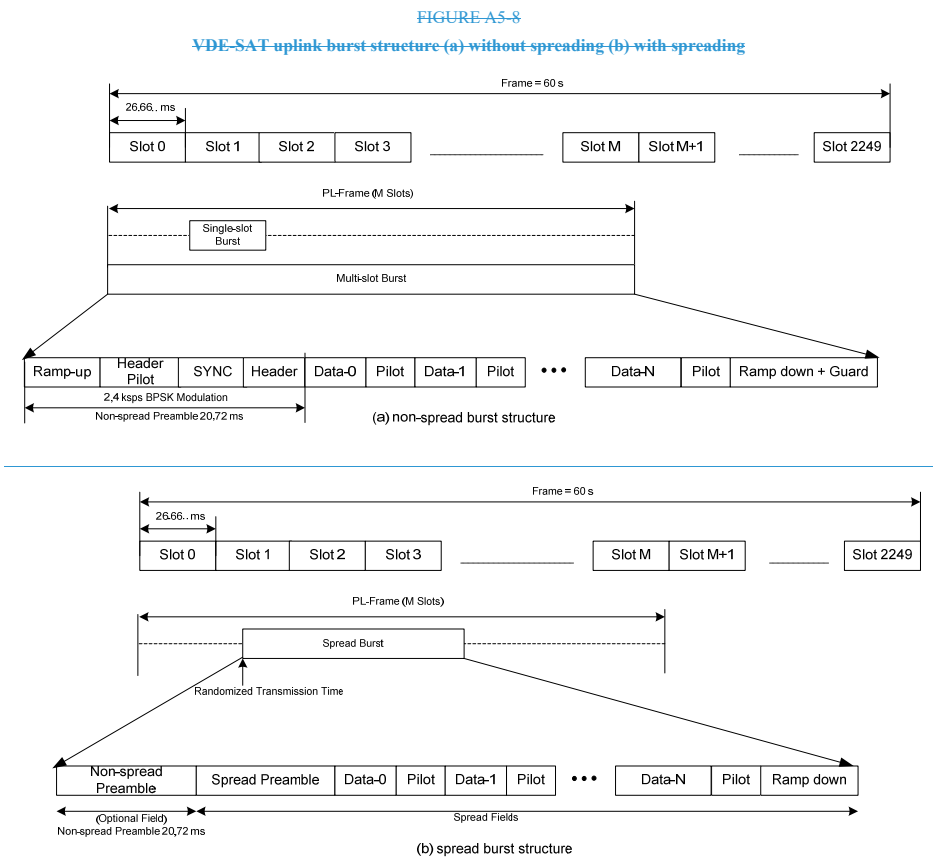 FIGURE A5-8
VDE-SAT uplink burst structure (a) without spreading (b) with spreading
Frame = 60 s
26.66.. ms
Slot 0 Slot 1 Slot 2 Slot 3 Slot M Slot M+1 Slot 2249
PL-Frame (M Slots)
Single-slot
Burst
Multi-slot Burst
Ramp-up Header Pilot SYNC Header Data-0 Pilot Data-1 Pilot ••• Data-N Pilot Ramp down + Guard
2,4 ksps BPSK Modulation
Non-spread Preamble 20,72 ms
(a) non-spread burst structure
Frame = 60 s
26.66.. ms
Slot 0 Slot 1 Slot 2 Slot 3 Slot M Slot M+1 Slot 2249
PL-Frame (M Slots)
Spread Burst
Randomized Transmission Time
Non-spread Preamble Spread Preamble Data-0 Pilot Data-1 Pilot ••• Data-N Pilot Ramp down
(Optional Field)
Spread Fields
Non-spread Preamble 20,72 ms
(b) spread burst structure